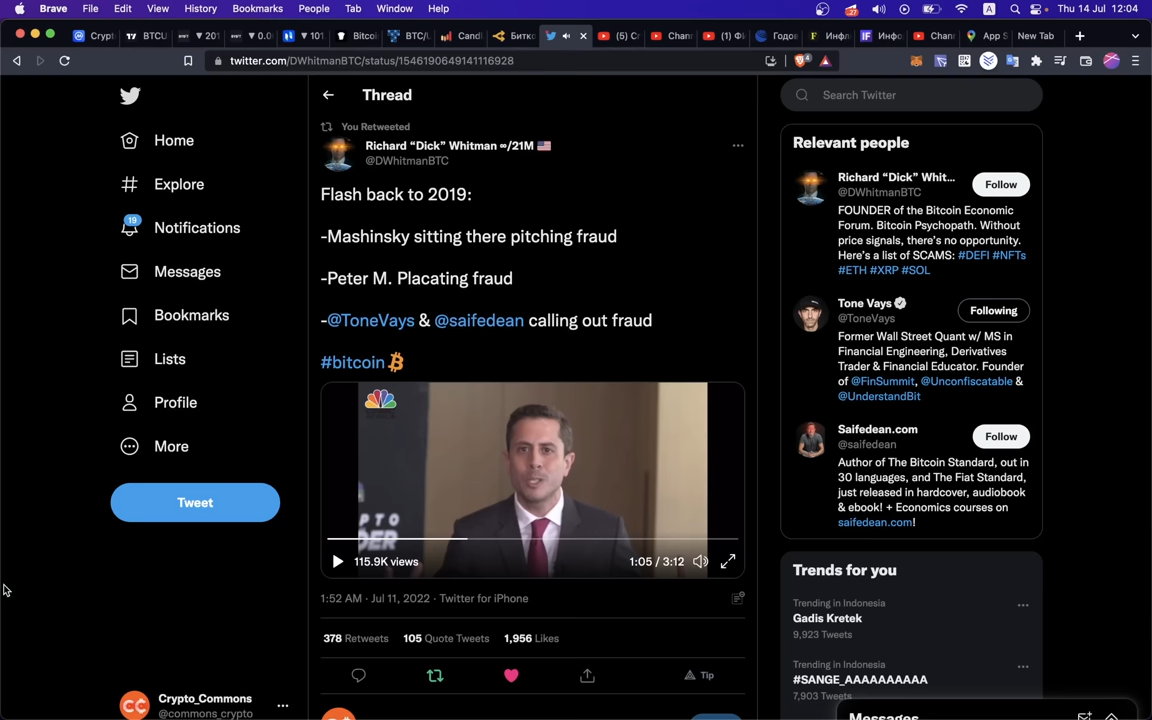 Brave File Edit View History Bookmarks People Tab Window Help
27
A
Thu 14 Jul 12:04
Crypt
BTCU
201
0.0
101
Bitcoi
BTC/U
Candl
Битко
(5) Cr
Chan
(1) Фі
Годов
Инфл
Инфо
Chan
App S
New Tab
twitter.com/DWhitmanBTC/status/1546190649141116928
Home
Explore
19
Notifications
Messages
Bookmarks
Lists
Profile
More
Tweet
Crypto_Commons
@commons_crypto
Thread
You Retweeted
Richard “Dick” Whitman ∞/21M 🇺🇸
@DWhitmanBTC
Flash back to 2019:
-Mashinsky sitting there pitching fraud
-Peter M. Placating fraud
-@ToneVays & @saifedean calling out fraud
#bitcoin
115.9K views
1:05 / 3:12
1:52 AM · Jul 11, 2022 · Twitter for iPhone
378 Retweets 105 Quote Tweets 1,956 Likes
Tip
Search Twitter
Relevant people
Richard “Dick” Whit...
@DWhitmanBTC
Follow
FOUNDER of the Bitcoin Economic
Forum. Bitcoin Psychopath. Without
price signals, there’s no opportunity.
Here’s a list of SCAMS: #DEFI #NFTs
#ETH #XRP #SOL
Tone Vays
@ToneVays
Following
Former Wall Street Quant w/ MS in
Financial Engineering, Derivatives
Trader & Financial Educator. Founder
of @FinSummit, @Unconfiscatable &
@UnderstandBit
Saifedean.com
@saifedean
Follow
Author of The Bitcoin Standard, out in
30 languages, and The Fiat Standard,
just released in hardcover, audiobook
& ebook! + Economics courses on
saifedean.com!
Trends for you
Trending in Indonesia
Gadis Kretek
9,923 Tweets
Trending in Indonesia
#SANGE_AAAAAAAAAA
7,903 Tweets
Messages